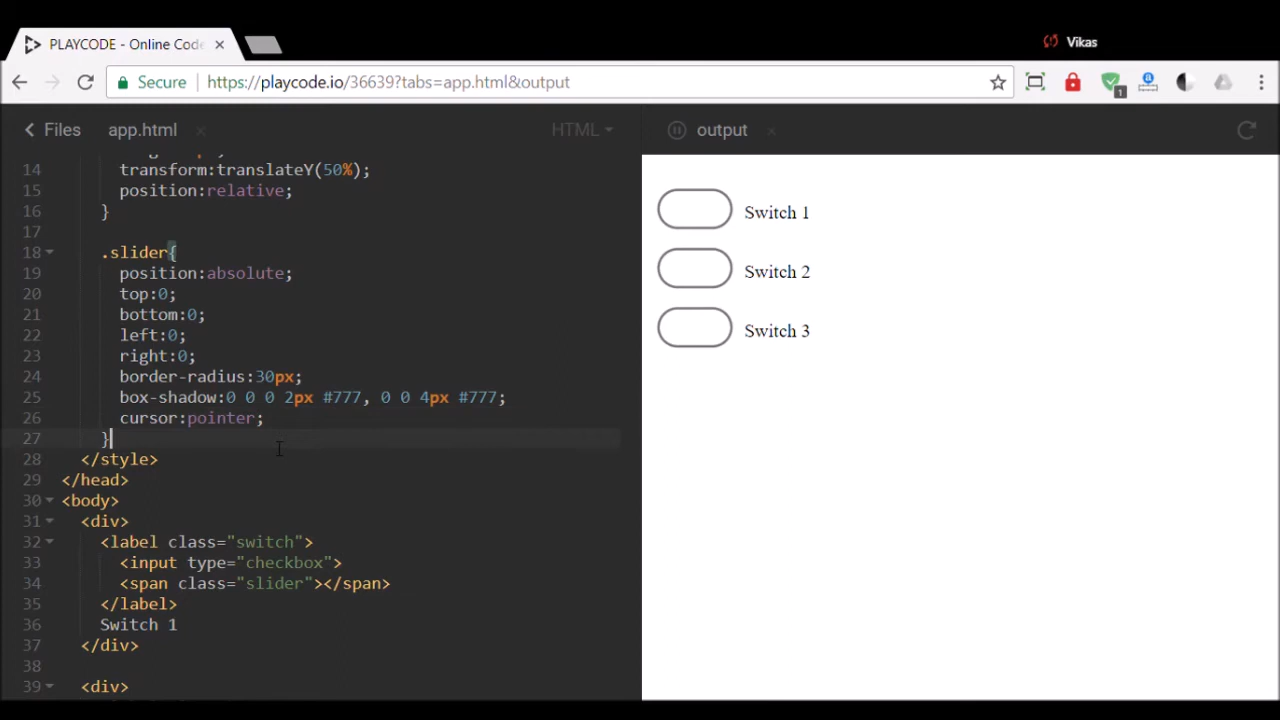 PLAYCODE - Online Code
Vikas
Secure
https://playcode.io/36639?tabs=app.html&output
1
Files
app.html
HTML
output
14 transform:translateY(50%);
15 position:relative;
16 }
17
18 .slider{
19 position:absolute;
20 top:0;
21 bottom:0;
22 left:0;
23 right:0;
24 border-radius:30px;
25 box-shadow:0 0 0 2px #777, 0 0 4px #777;
26 cursor:pointer;
27 }
28 </style>
29 </head>
30 <body>
31 <div>
32 <label class="switch">
33 <input type="checkbox">
34 <span class="slider"></span>
35 </label>
36 Switch 1
37 </div>
38
39 <div>
Switch 1
Switch 2
Switch 3